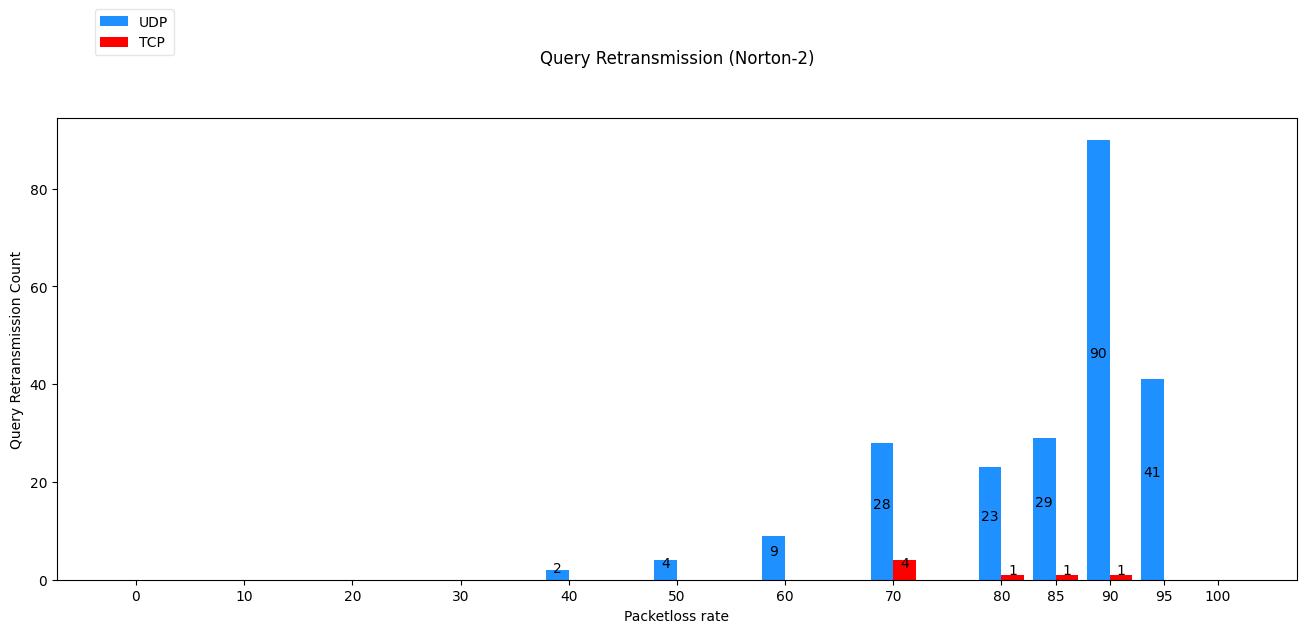 UDP
TCP
Query Retransmission (Norton-2)
Query Retransmission Count
80
60
40
20
0
2
4
9
28
4
23
1
29
1
90
1
41
0 10 20 30 40 50 60 70 80 85 90 95 100
Packetloss rate